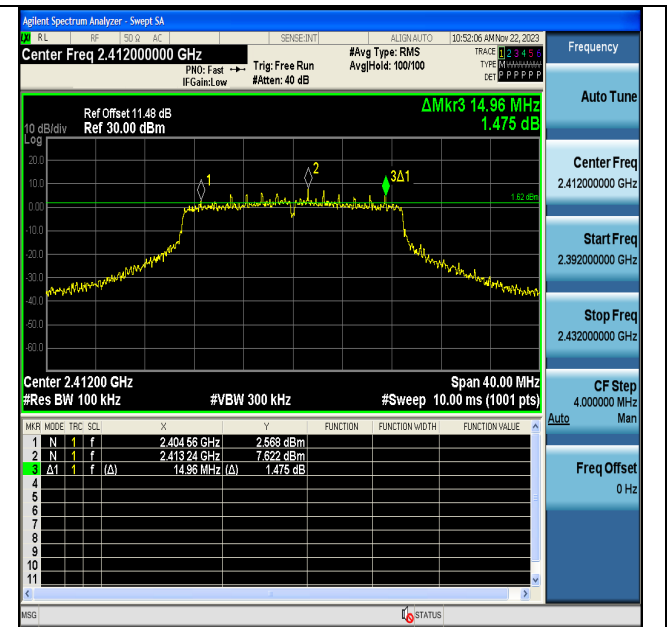 Agilent Spectrum Analyzer - Swept SA
LXI RL RF 50 Ω AC SENSE:INT ALIGNAUTO 10:52:06 AM Nov 22, 2023
Center Freq 2.412000000 GHz
PNO: Fast
IFGain:Low
Trig: Free Run
#Atten: 40 dB
#Avg Type: RMS
Avg|Hold: 100/100
TRACE 1 2 3 4 5 6
TYPE M
DET P P P P P P
ΔMkr3 14.96 MHz
1.475 dB
Ref Offset 11.48 dB
10 dB/div Ref 30.00 dBm
Log
20.0
10.0
0.00
-10.0
-20.0
-30.0
-40.0
-50.0
-60.0
1
2
3Δ1
1.62 dBm
Center 2.41200 GHz Span 40.00 MHz
#Res BW 100 kHz #VBW 300 kHz #Sweep 10.00 ms (1001 pts)
MKR MODE TRC SCL X Y FUNCTION FUNCTION WIDTH FUNCTION VALUE
1 N 1 f 2.404 56 GHz 2.568 dBm
2 N 1 f 2.413 24 GHz 7.622 dBm
3 Δ1 1 f (Δ) 14.96 MHz (Δ) 1.475 dB
4
5
6
7
8
9
10
11
MSG STATUS
Frequency
Auto Tune
Center Freq
2.412000000 GHz
Start Freq
2.392000000 GHz
Stop Freq
2.432000000 GHz
CF Step
4.000000 MHz
Auto Man
Freq Offset
0 Hz